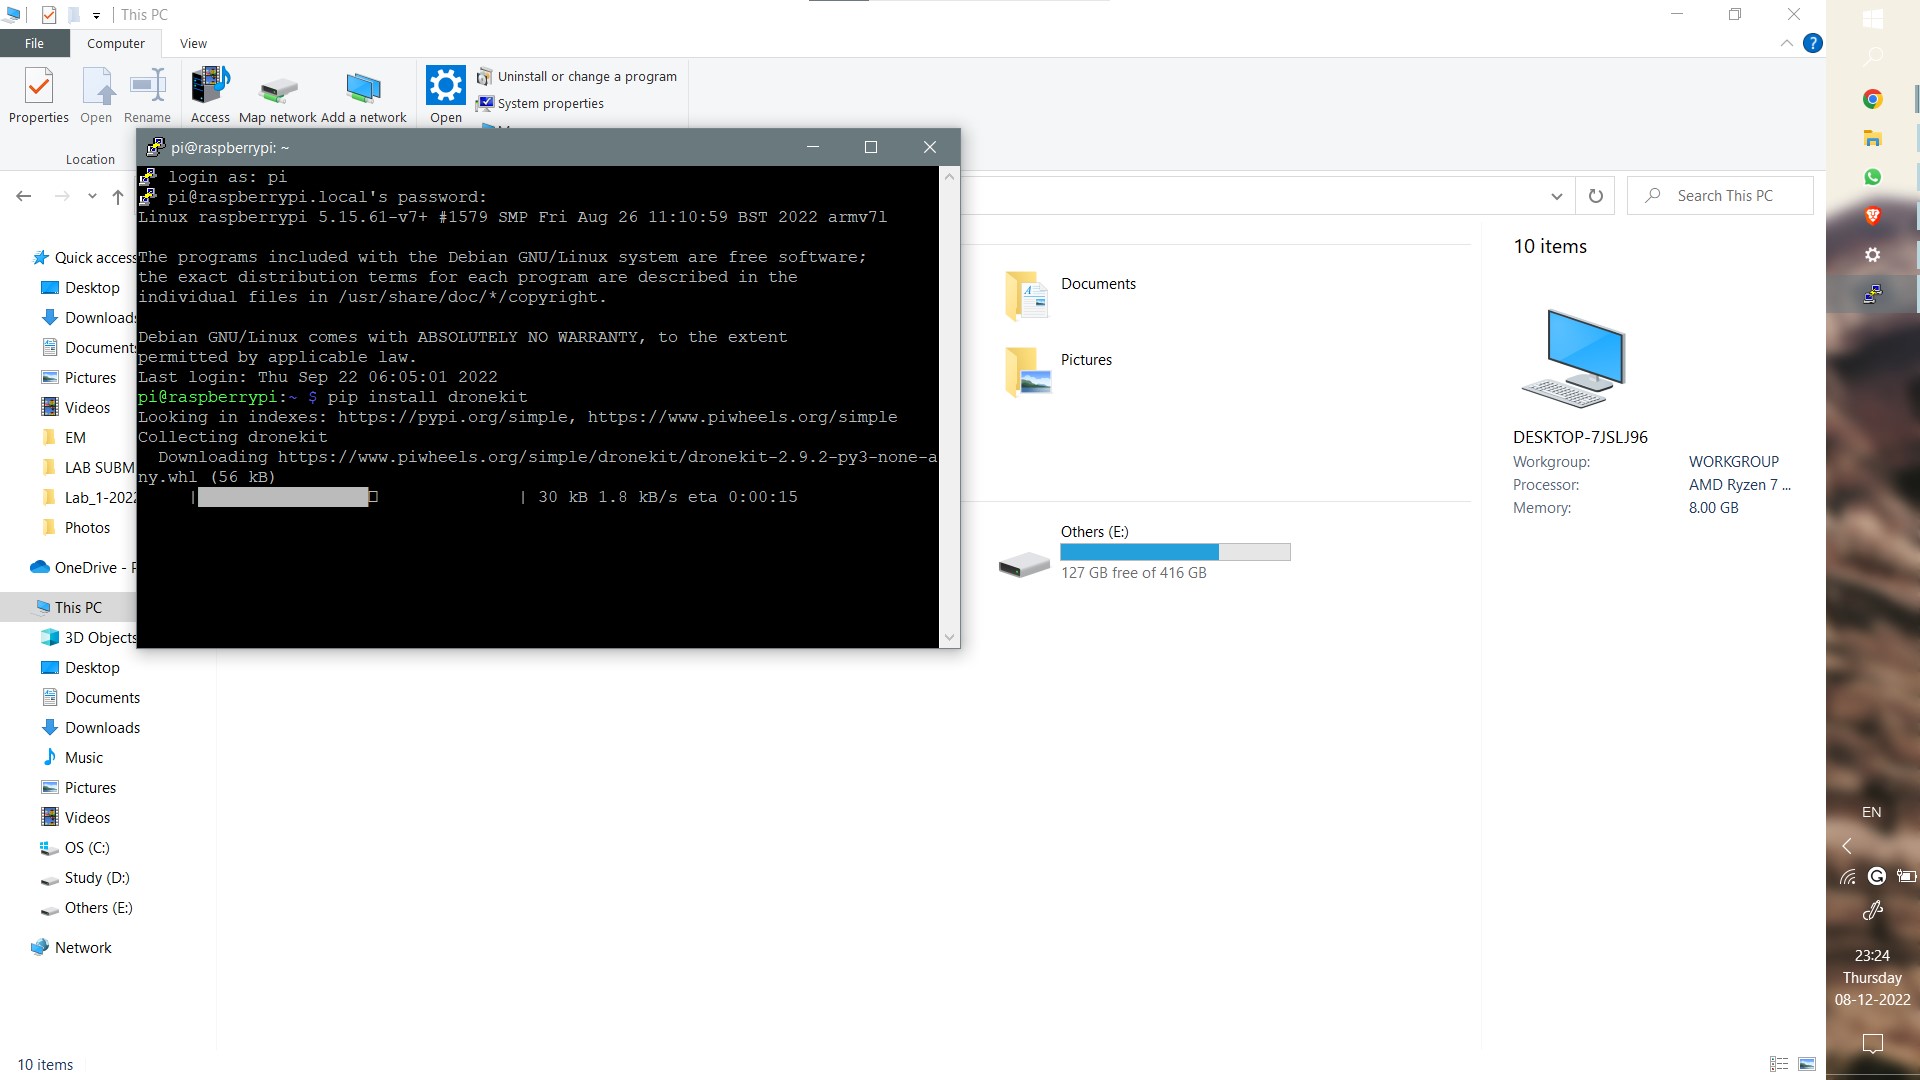 This PC
File
Computer
View
Properties
Open
Rename
Access
Map network
Add a network
Open
Uninstall or change a program
System properties
Location
Search This PC
pi@raspberrypi: ~
login as: pi
pi@raspberrypi.local's password:
Linux raspberrypi 5.15.61-v7+ #1579 SMP Fri Aug 26 11:10:59 BST 2022 armv7l
The programs included with the Debian GNU/Linux system are free software;
the exact distribution terms for each program are described in the
individual files in /usr/share/doc/*/copyright.
Debian GNU/Linux comes with ABSOLUTELY NO WARRANTY, to the extent
permitted by applicable law.
Last login: Thu Sep 22 06:05:01 2022
pi@raspberrypi:~ $ pip install dronekit
Looking in indexes: https://pypi.org/simple, https://www.piwheels.org/simple
Collecting dronekit
Downloading https://www.piwheels.org/simple/dronekit/dronekit-2.9.2-py3-none-a
ny.whl (56 kB)
| | 30 kB 1.8 kB/s eta 0:00:15
Quick access
Desktop
Downloads
Documents
Pictures
Videos
EM
LAB SUBM
Lab_1-2022
Photos
OneDrive - P
This PC
3D Objects
Desktop
Documents
Downloads
Music
Pictures
Videos
OS (C:)
Study (D:)
Others (E:)
Network
Documents
Pictures
Others (E:)
127 GB free of 416 GB
10 items
DESKTOP-7JSLJ96
Workgroup: WORKGROUP
Processor: AMD Ryzen 7 ...
Memory: 8.00 GB
10 items
EN
23:24
Thursday
08-12-2022